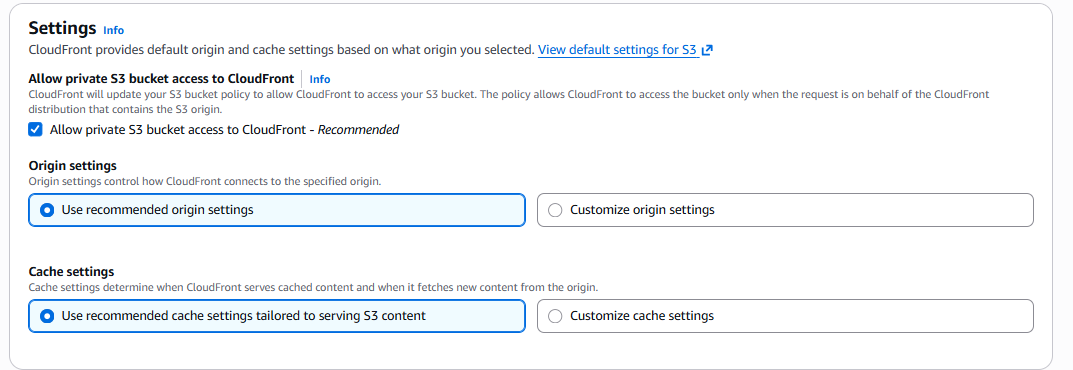 Settings Info
CloudFront provides default origin and cache settings based on what origin you selected. View default settings for S3
Allow private S3 bucket access to CloudFront Info
CloudFront will update your S3 bucket policy to allow CloudFront to access your S3 bucket. The policy allows CloudFront to access the bucket only when the request is on behalf of the CloudFront
distribution that contains the S3 origin.
Allow private S3 bucket access to CloudFront - Recommended
Origin settings
Origin settings control how CloudFront connects to the specified origin.
Use recommended origin settings
Customize origin settings
Cache settings
Cache settings determine when CloudFront serves cached content and when it fetches new content from the origin.
Use recommended cache settings tailored to serving S3 content
Customize cache settings